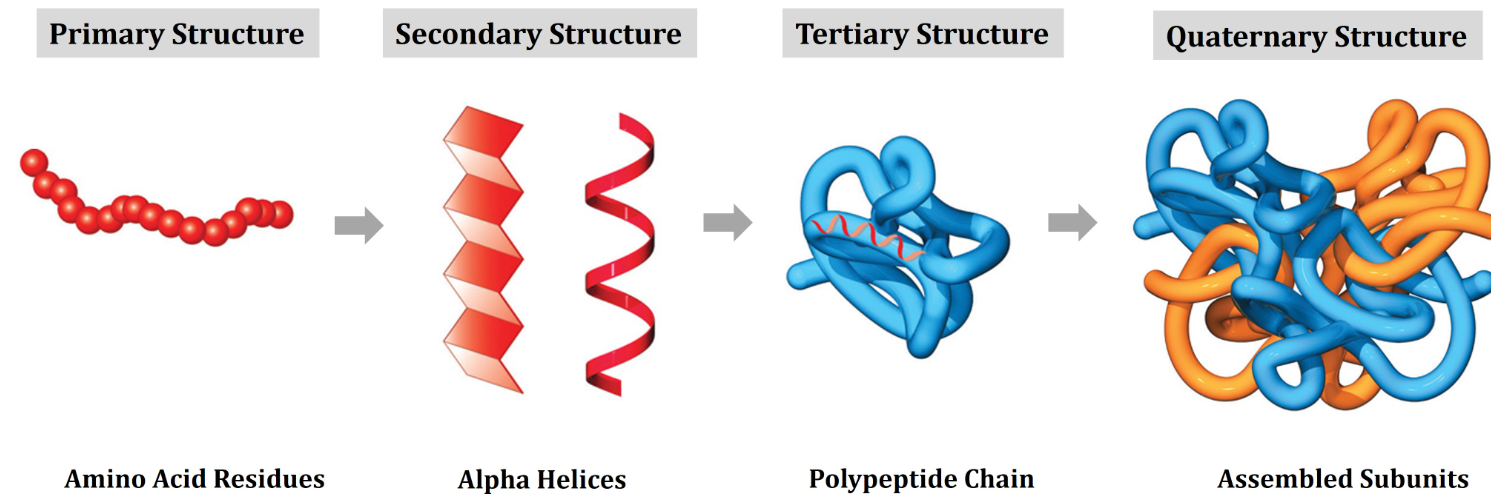 Primary Structure
Secondary Structure
Tertiary Structure
Quaternary Structure
Amino Acid Residues
Alpha Helices
Polypeptide Chain
Assembled Subunits